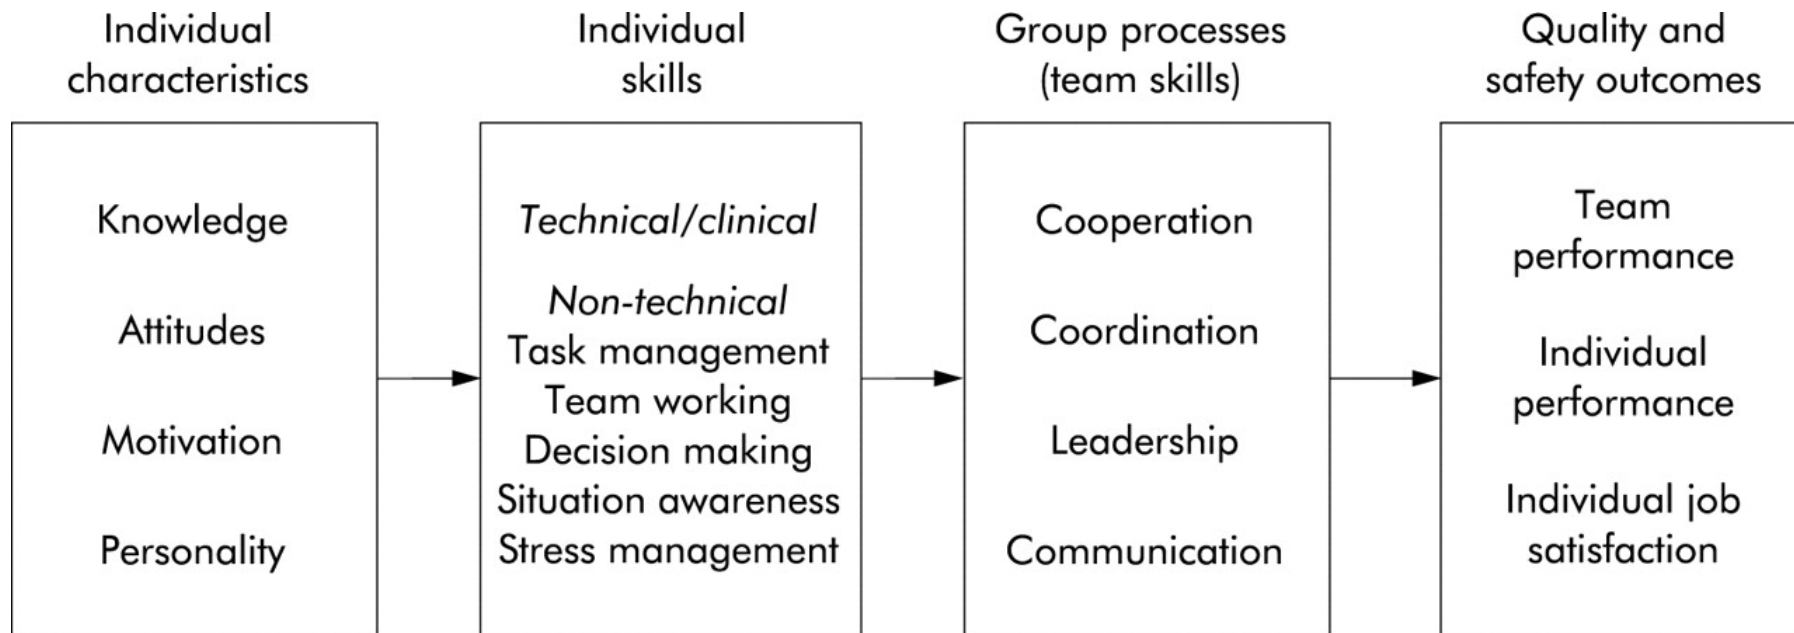 Individual
characteristics
Knowledge
Attitudes
Motivation
Personality
Individual
skills
Technical/clinical
Non-technical
Task management
Team working
Decision making
Situation awareness
Stress management
Group processes
(team skills)
Cooperation
Coordination
Leadership
Communication
Quality and
safety outcomes
Team
performance
Individual
performance
Individual job
satisfaction